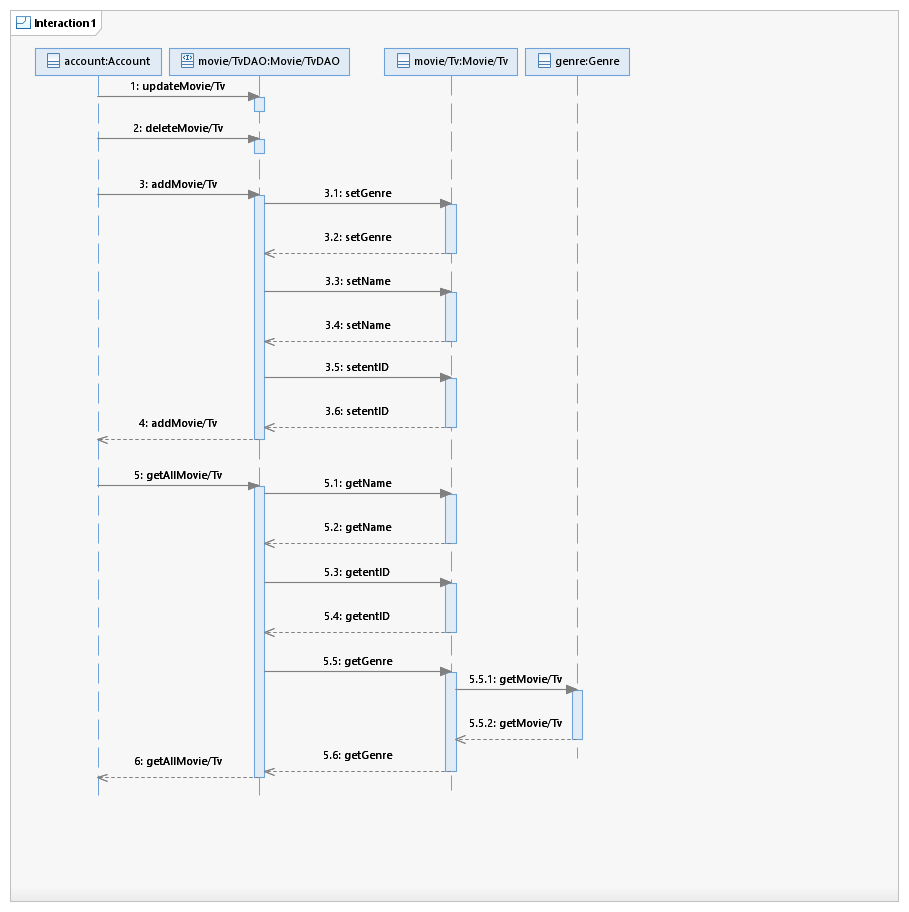 Interaction1
account:Account
movie/TvDAO:Movie/TvDAO
movie/Tv:Movie/Tv
genre:Genre
1: updateMovie/Tv
2: deleteMovie/Tv
3: addMovie/Tv
3.1: setGenre
3.2: setGenre
3.3: setName
3.4: setName
3.5: setentID
3.6: setentID
4: addMovie/Tv
5: getAllMovie/Tv
5.1: getName
5.2: getName
5.3: getentID
5.4: getentID
5.5: getGenre
5.5.1: getMovie/Tv
5.5.2: getMovie/Tv
5.6: getGenre
6: getAllMovie/Tv